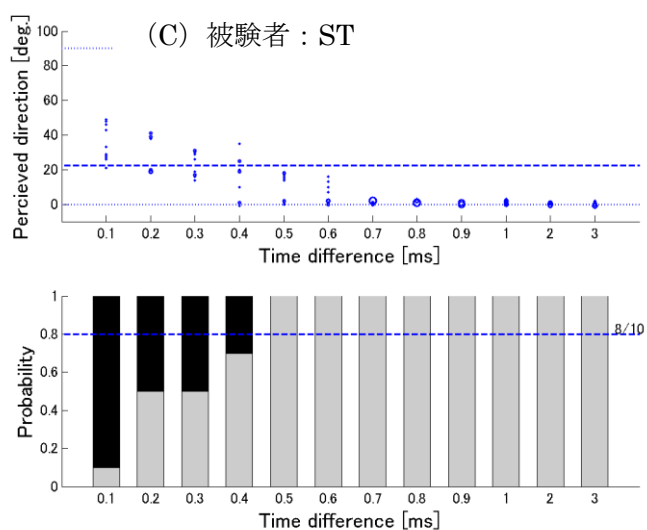 (C) 被験者：ST
Percieved direction [deg.]
100
80
60
40
20
0
0.1 0.2 0.3 0.4 0.5 0.6 0.7 0.8 0.9 1 2 3
Time difference [ms]
Probability
1
0.8
0.6
0.4
0.2
0
8/10
0.1 0.2 0.3 0.4 0.5 0.6 0.7 0.8 0.9 1 2 3
Time difference [ms]